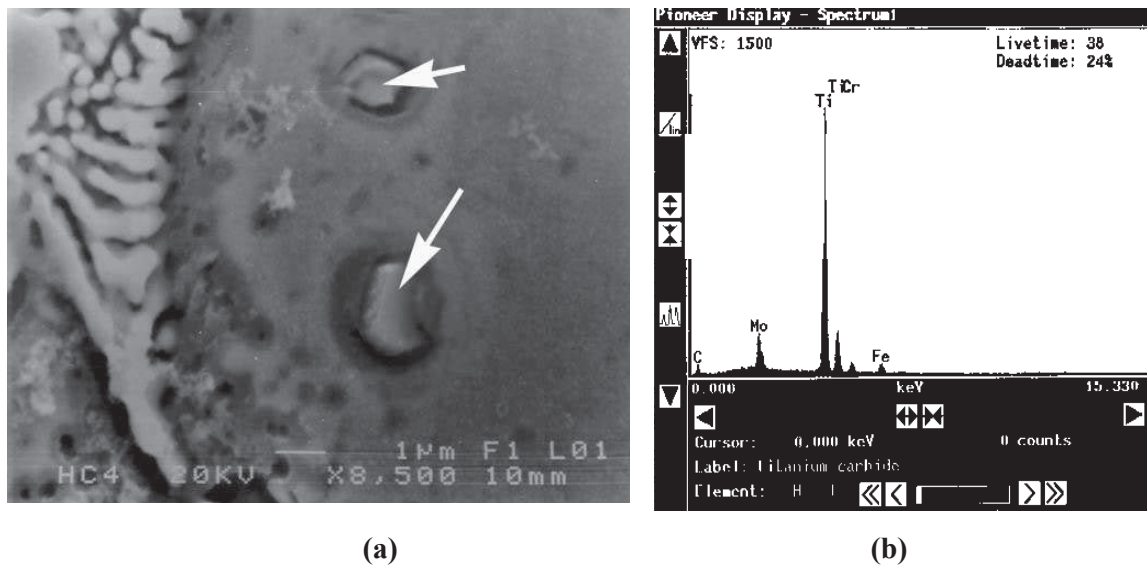 1µm F1 L01
HC4 20KV X8,500 10mm
(a)
Pioneer Display - Spectrum1
VFS: 1500
Livetime: 38
Deadtime: 24%
TiCr
Ti
Mo
C
Fe
0.000 keV 15.330
Cursor: 0.000 keV 0 counts
Label: Titanium carbide
Element: H
(b)